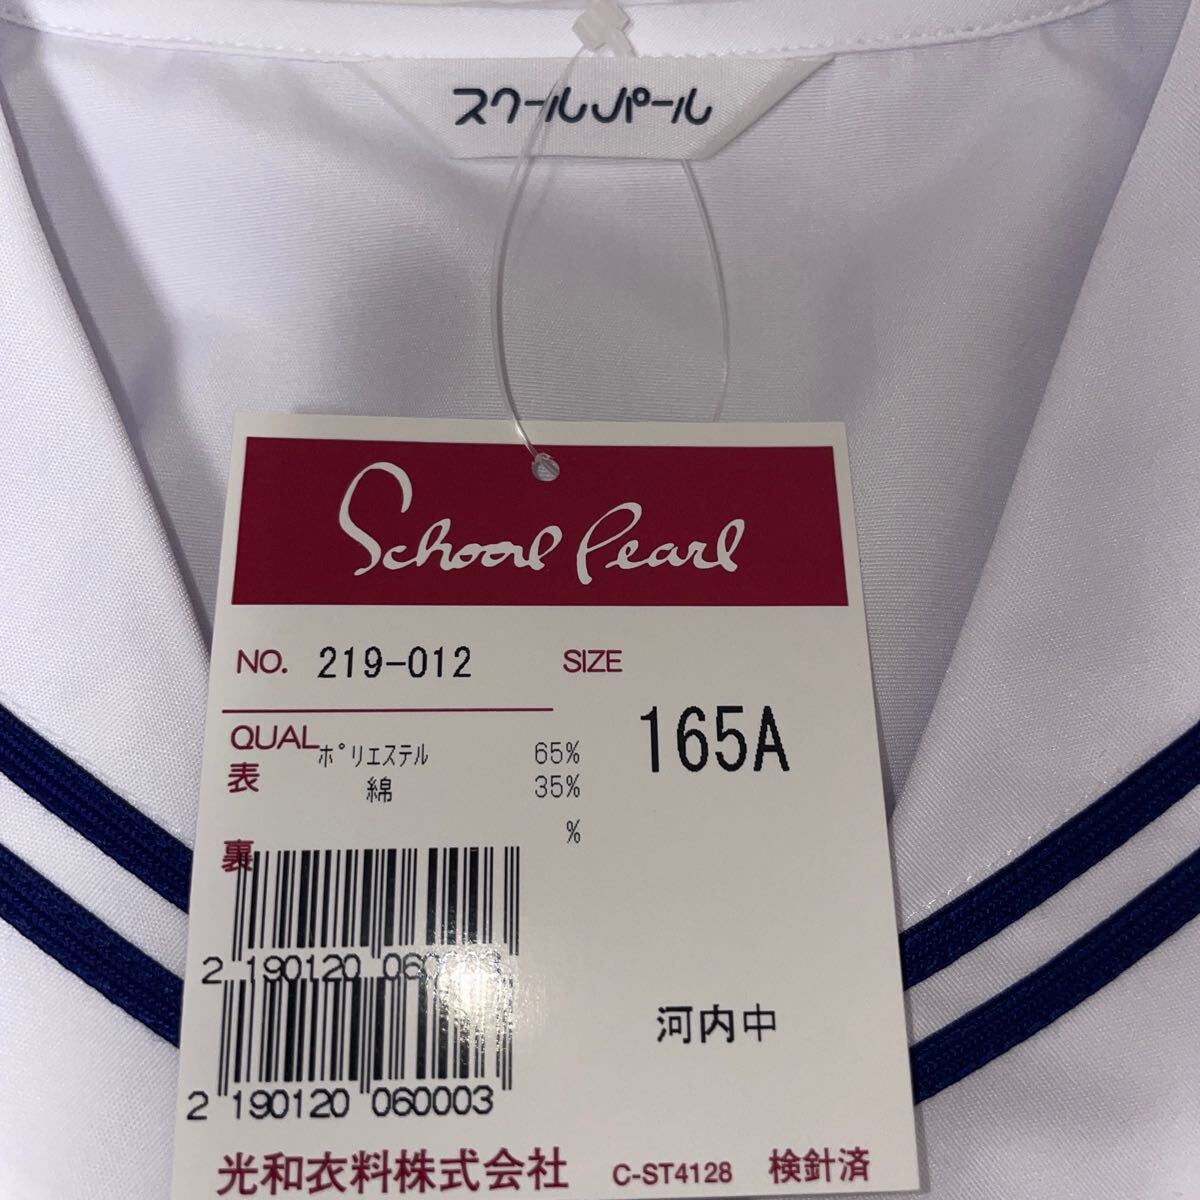 スクールパール
School Pearl
NO. 219-012 SIZE
165A
QUAL
表 ﾎﾟﾘｴｽﾃﾙ 65%
綿 35%
裏 %
2 190120 060003
河内中
2 190120 060003
光和衣料株式会社 C-ST4128 検針済